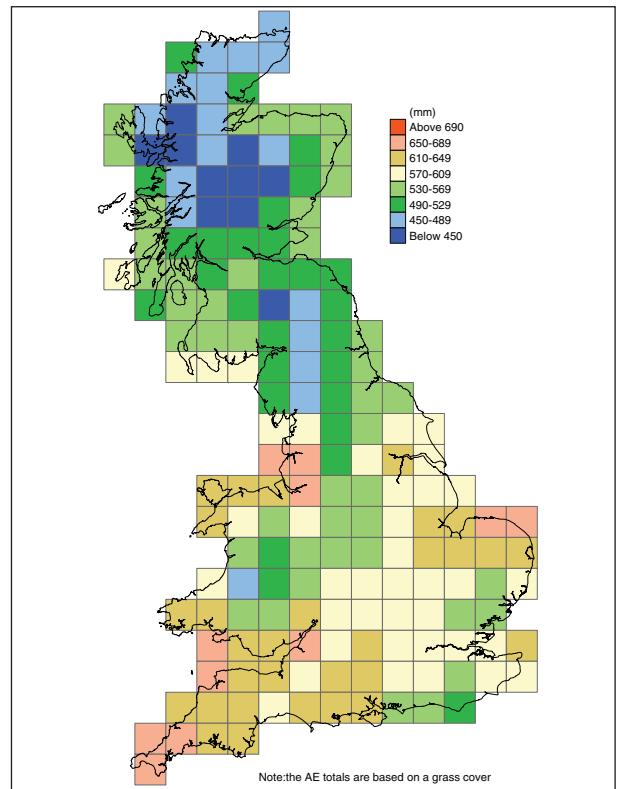 (mm)
Above 690
650-689
610-649
570-609
530-569
490-529
450-489
Below 450
Note:the AE totals are based on a grass cover